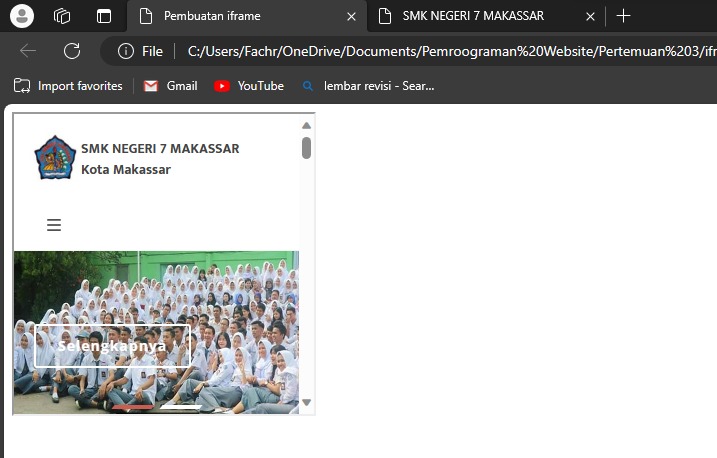 Pembuatan iframe
SMK NEGERI 7 MAKASSAR
File C:/Users/Fachr/OneDrive/Documents/Pemroograman%20Website/Pertemuan%203/ifr
Import favorites Gmail YouTube lembar revisi - Sear...
SMK NEGERI 7 MAKASSAR
Kota Makassar
Selengkapnya